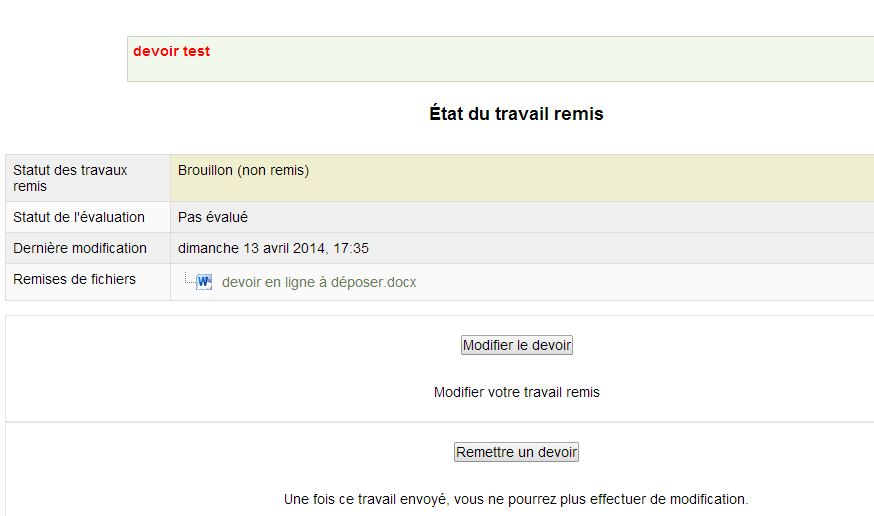 devoir test
État du travail remis
Statut des travaux
remis
Brouillon (non remis)
Statut de l'évaluation
Pas évalué
Dernière modification
dimanche 13 avril 2014, 17:35
Remises de fichiers
devoir en ligne à déposer.docx
Modifier le devoir
Modifier votre travail remis
Remettre un devoir
Une fois ce travail envoyé, vous ne pourrez plus effectuer de modification.